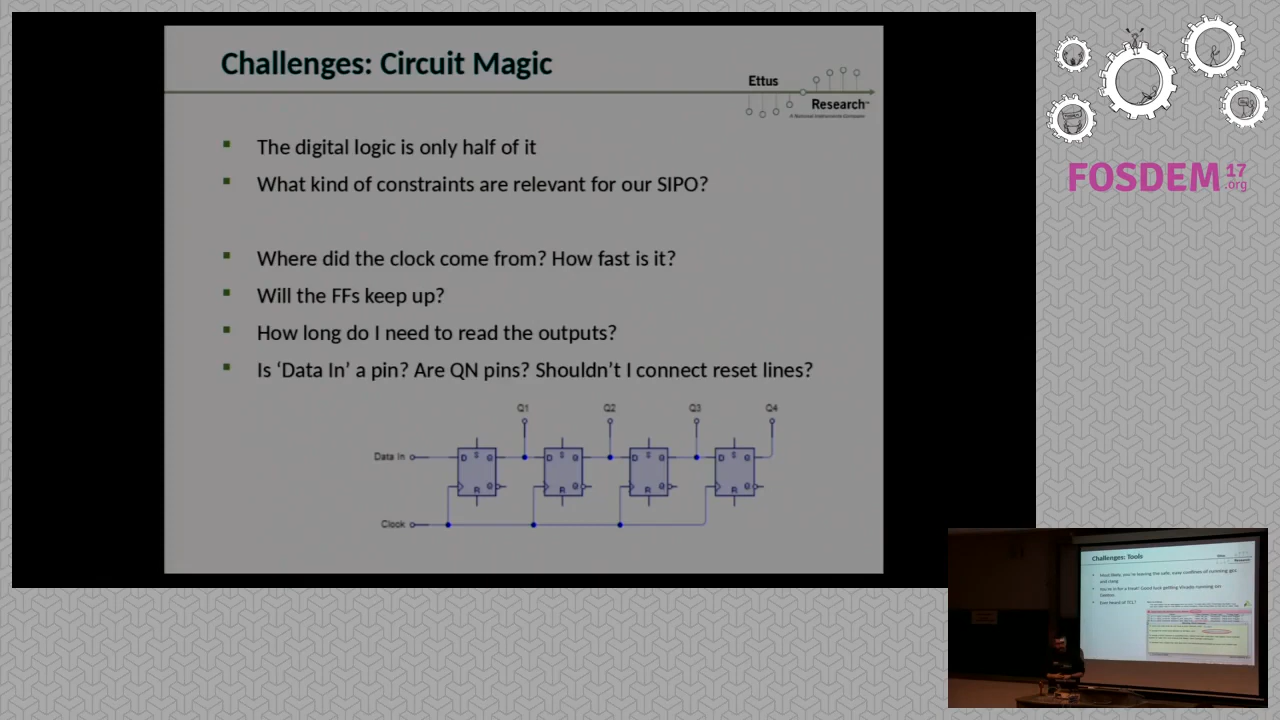 Challenges: Circuit Magic
Ettus
Research™
A National Instruments Company
The digital logic is only half of it
What kind of constraints are relevant for our SIPO?
Where did the clock come from? How fast is it?
Will the FFs keep up?
How long do I need to read the outputs?
Is ‘Data In’ a pin? Are QN pins? Shouldn’t I connect reset lines?
Q1 Q2 Q3 Q4
Data In D S Q D S Q D S Q D S Q
R Q R Q R Q R Q
Clock
FOSDEM 17
.org
Challenges: Tools
Ettus
Research